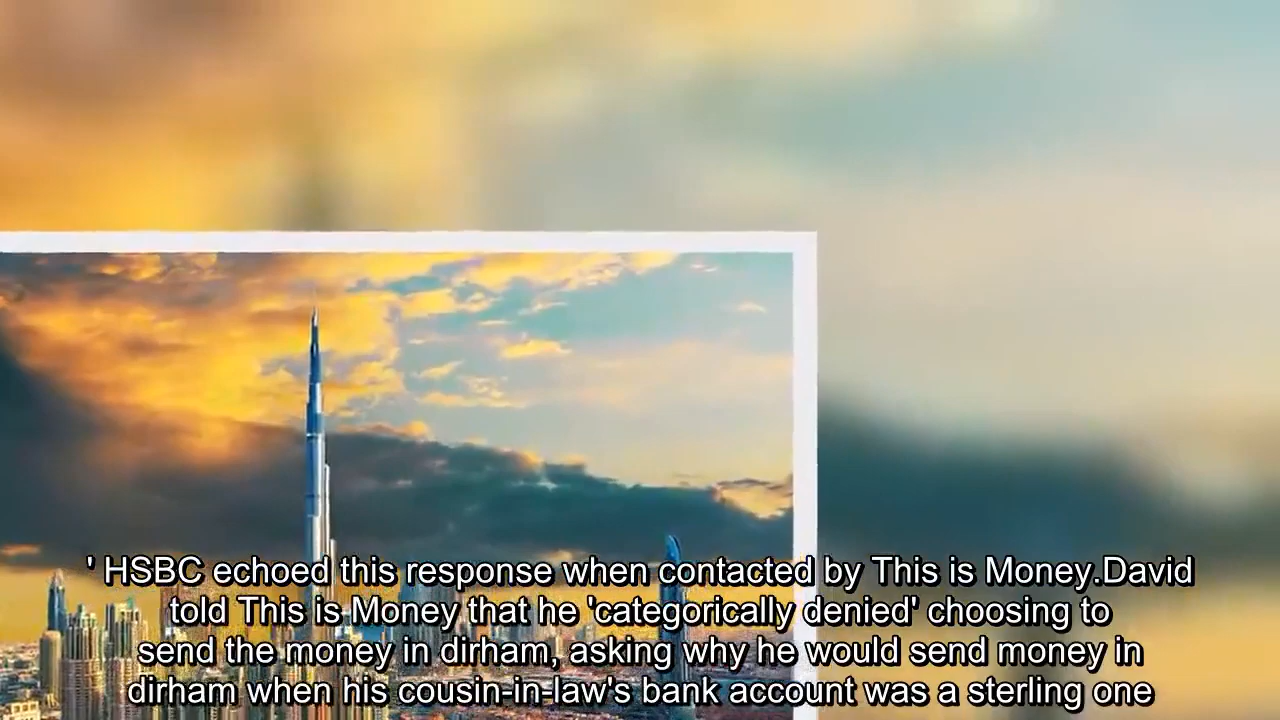 ' HSBC echoed this response when contacted by This is Money.David
told This is Money that he 'categorically denied' choosing to
send the money in dirham, asking why he would send money in
dirham when his cousin-in-law's bank account was a sterling one